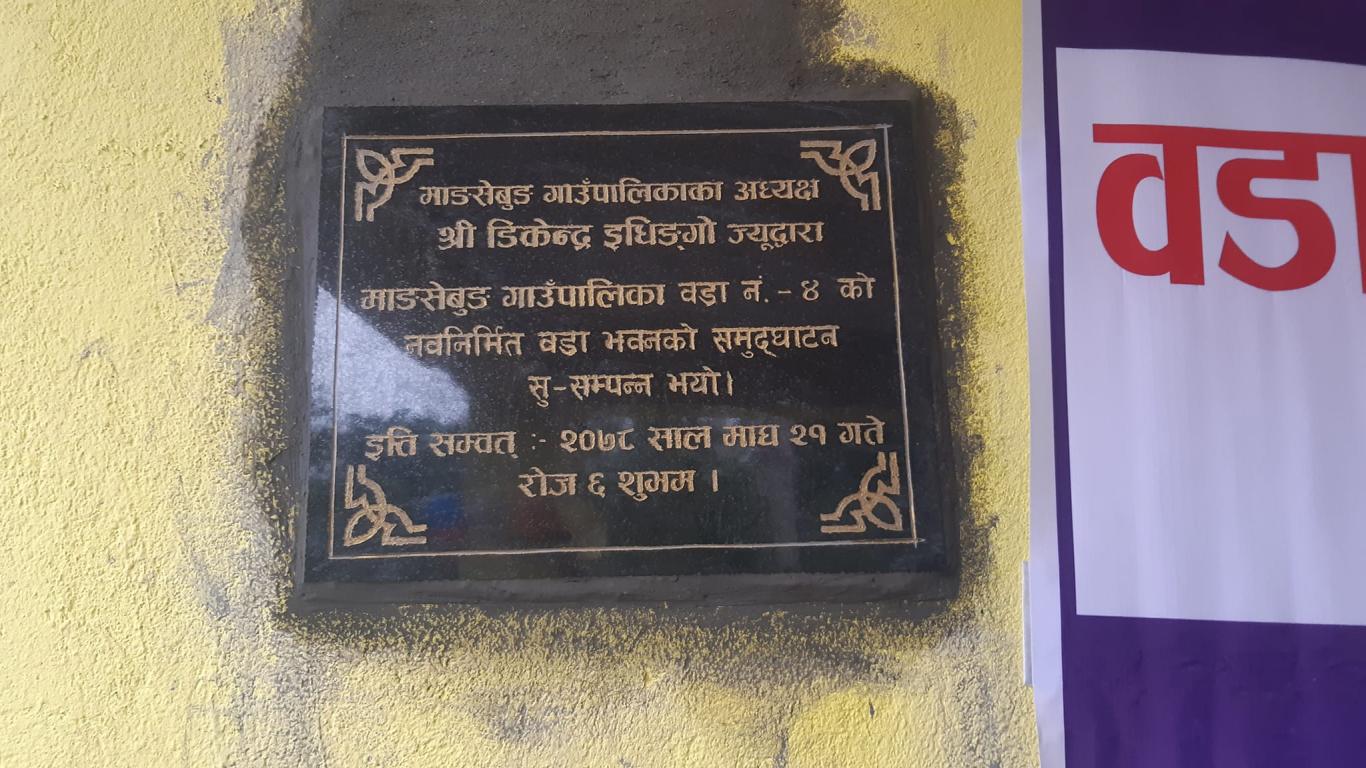 माङसेबुङ गाउँपालिकाका अध्यक्ष
श्री डिकेन्द्र इधिङ्गो ज्यूद्वारा
माङसेबुङ गाउँपालिका वडा नं. - ४ को
नवनिर्मित वडा भवनको समुद्घाटन
सु-सम्पन्न भयो।
इति सम्वत् :- २०७८ साल माघ २१ गते
रोज ६ शुभम ।
वडा